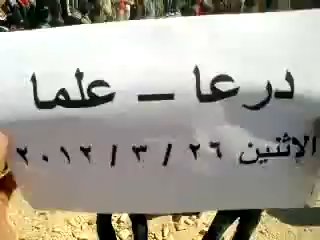 درعا - علما
الإثنين ٢٦ / ٣ / ٢٠١٢